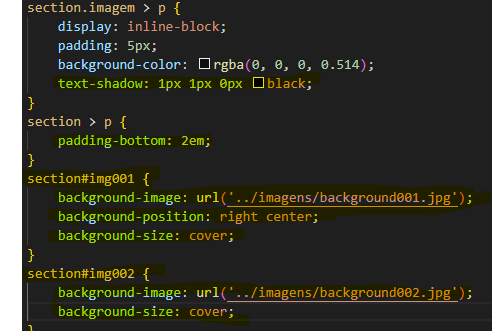 section.imagem > p {
display: inline-block;
padding: 5px;
background-color: rgba(0, 0, 0, 0.514);
text-shadow: 1px 1px 0px black;
}
section > p {
padding-bottom: 2em;
}
section#img001 {
background-image: url('../imagens/background001.jpg');
background-position: right center;
background-size: cover;
}
section#img002 {
background-image: url('../imagens/background002.jpg');
background-size: cover;
}